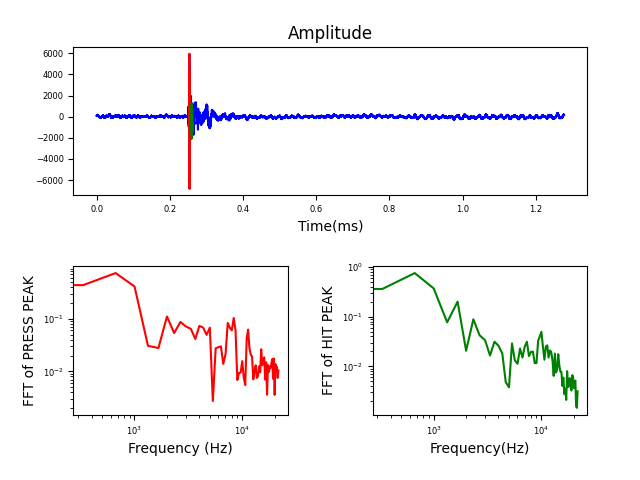 Amplitude
6000
4000
2000
0
−2000
−4000
−6000
0.0 0.2 0.4 0.6 0.8 1.0 1.2
Time(ms)
FFT of PRESS PEAK
10⁻¹
10⁻²
10³ 10⁴
Frequency (Hz)
FFT of HIT PEAK
10⁰
10⁻¹
10⁻²
10³ 10⁴
Frequency(Hz)